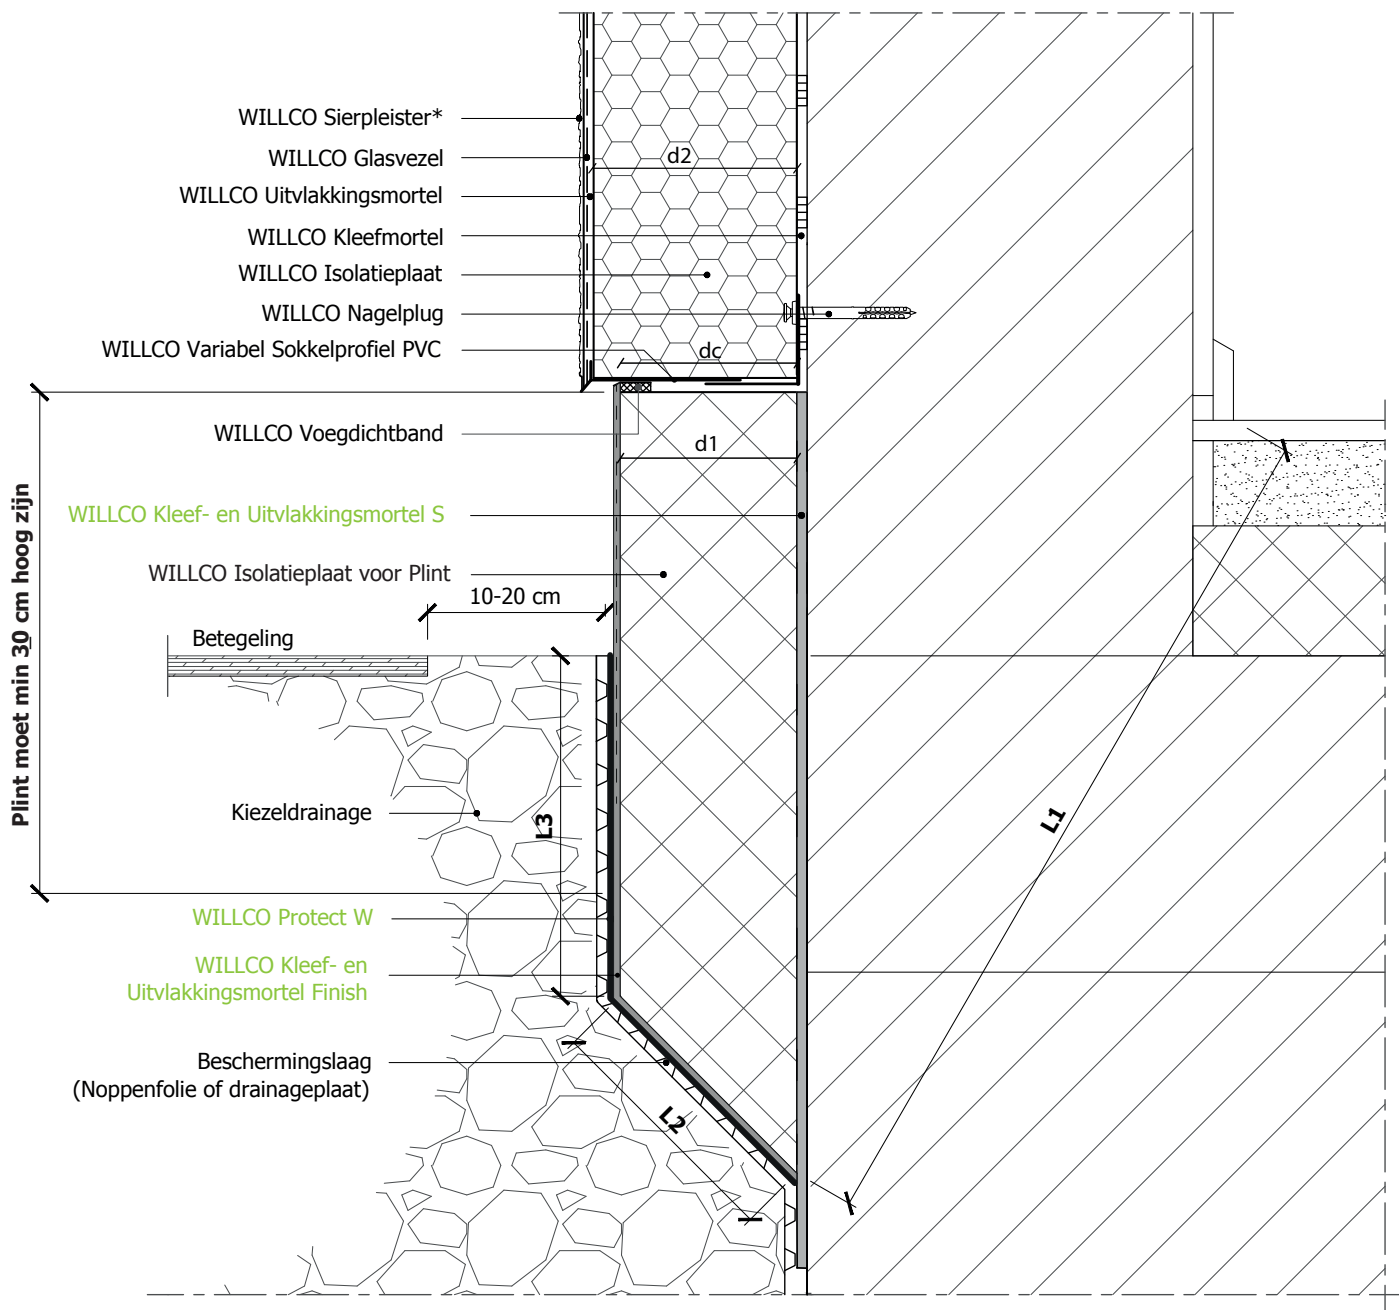 WILLCO Sierpleister*
WILLCO Glasvezel
d2
WILLCO Uitvlakkingsmortel
WILLCO Kleefmortel
WILLCO Isolatieplaat
WILLCO Nagelplug
WILLCO Variabel Sokkelprofiel PVC
dc
WILLCO Voegdichtband
d1
WILLCO Kleef- en Uitvlakkingsmortel S
WILLCO Isolatieplaat voor Plint
10-20 cm
Betegeling
Plint moet min 30 cm hoog zijn
Kiezeldrainage
L3
L1
WILLCO Protect W
WILLCO Kleef- en
Uitvlakkingsmortel Finish
Beschermingslaag
(Noppenfolie of drainageplaat)
L2